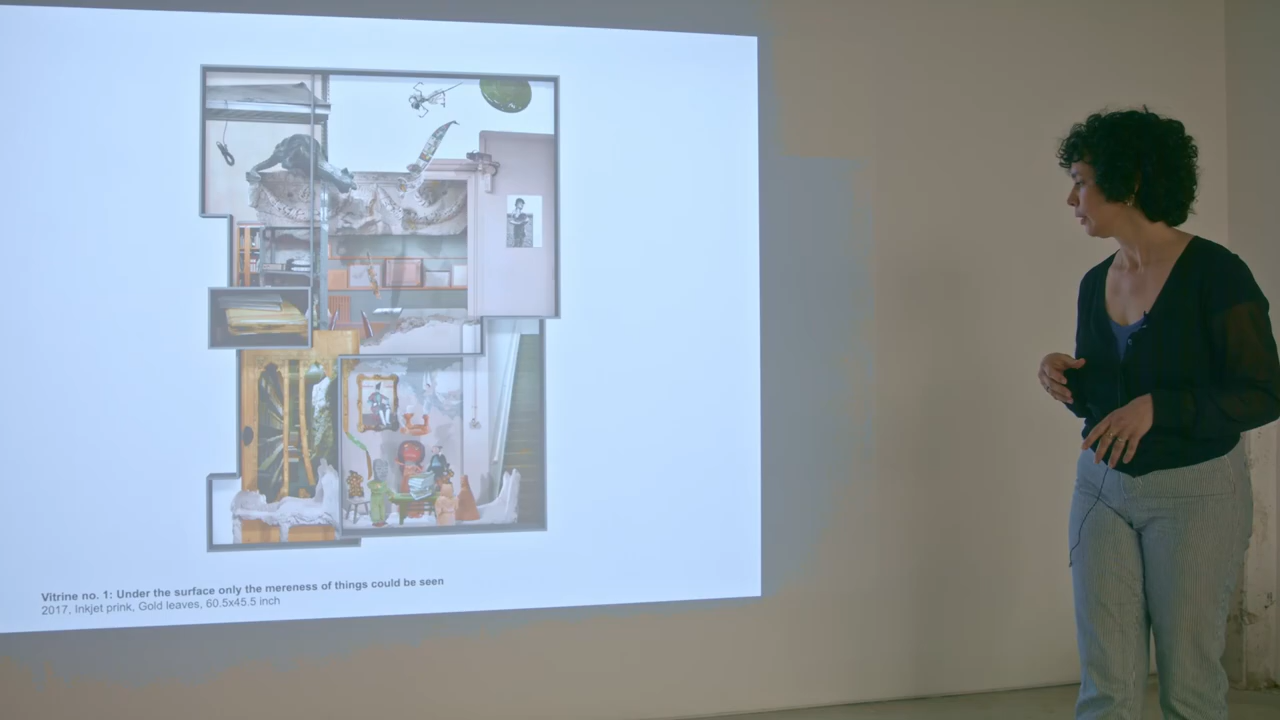 Vitrine no. 1: Under the surface only the mereness of things could be seen
2017, Inkjet prink, Gold leaves, 60.5x45.5 inch